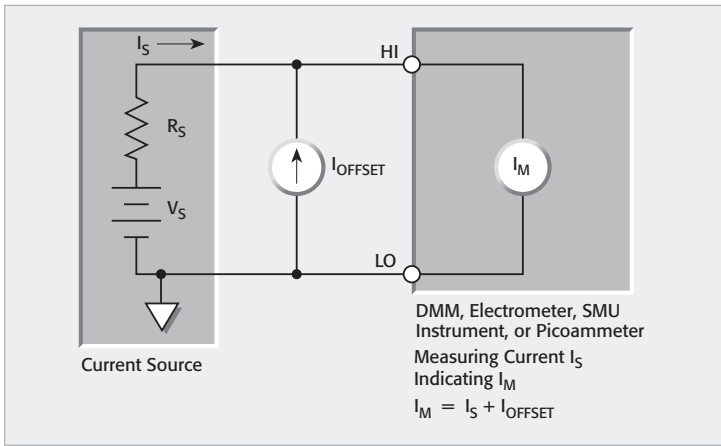 I_S
HI
R_S
I_OFFSET
I_M
V_S
LO
Current Source
DMM, Electrometer, SMU
Instrument, or Picoammeter
Measuring Current I_S
Indicating I_M
I_M = I_S + I_OFFSET